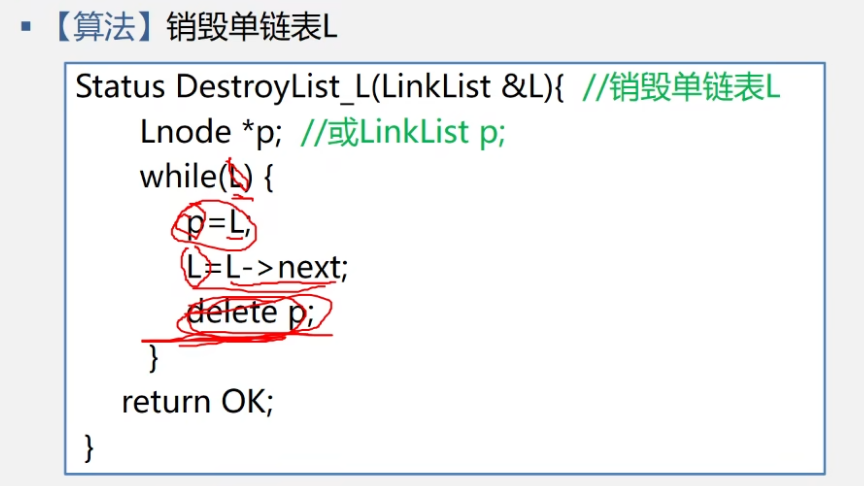 ▪ 【算法】销毁单链表L
Status DestroyList_L(LinkList &L){ //销毁单链表L
Lnode *p; //或LinkList p;
while(L) {
p=L;
L=L->next;
delete p;
}
return OK;
}